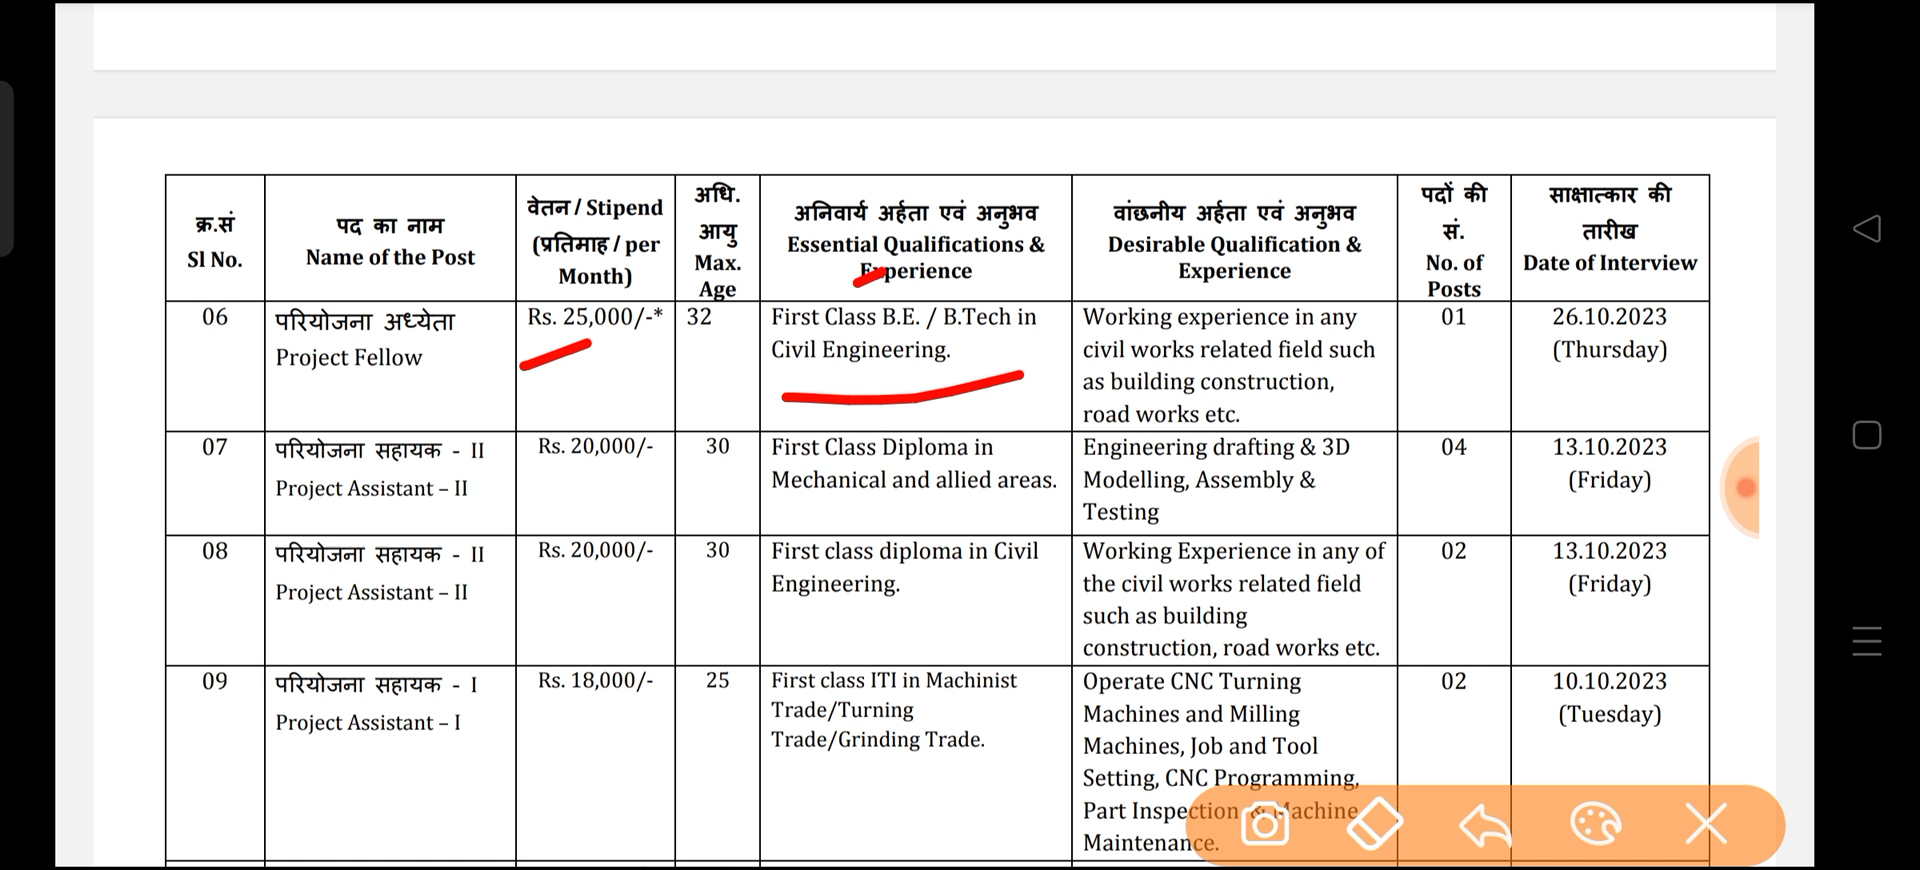 क्र.सं
Sl No.
पद का नाम
Name of the Post
वेतन / Stipend
(प्रतिमाह / per
Month)
अधि.
आयु
Max.
Age
अनिवार्य अर्हता एवं अनुभव
Essential Qualifications &
Experience
वांछनीय अर्हता एवं अनुभव
Desirable Qualification &
Experience
पदों की
सं.
No. of
Posts
साक्षात्कार की
तारीख
Date of Interview
06
परियोजना अध्येता
Project Fellow
Rs. 25,000/-*
32
First Class B.E. / B.Tech in
Civil Engineering.
Working experience in any
civil works related field such
as building construction,
road works etc.
01
26.10.2023
(Thursday)
07
परियोजना सहायक - II
Project Assistant – II
Rs. 20,000/-
30
First Class Diploma in
Mechanical and allied areas.
Engineering drafting & 3D
Modelling, Assembly &
Testing
04
13.10.2023
(Friday)
08
परियोजना सहायक - II
Project Assistant – II
Rs. 20,000/-
30
First class diploma in Civil
Engineering.
Working Experience in any of
the civil works related field
such as building
construction, road works etc.
02
13.10.2023
(Friday)
09
परियोजना सहायक - I
Project Assistant – I
Rs. 18,000/-
25
First class ITI in Machinist
Trade/Turning
Trade/Grinding Trade.
Operate CNC Turning
Machines and Milling
Machines, Job and Tool
Setting, CNC Programming,
Part Inspection & Machine
Maintenance.
02
10.10.2023
(Tuesday)